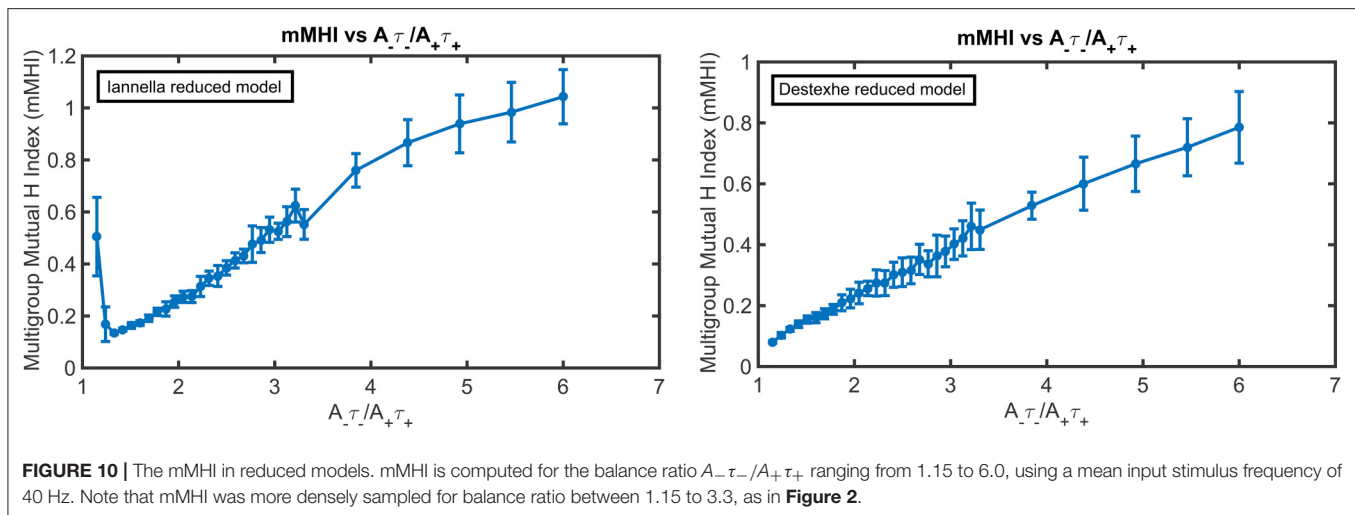 mMHI vs A₋τ₋/A₊τ₊
Iannella reduced model
Multigroup Mutual H Index (mMHI)
1.2
1
0.8
0.6
0.4
0.2
0
1 2 3 4 5 6 7
A₋τ₋/A₊τ₊
mMHI vs A₋τ₋/A₊τ₊
Destexhe reduced model
Multigroup Mutual H Index (mMHI)
1
0.8
0.6
0.4
0.2
0
1 2 3 4 5 6 7
A₋τ₋/A₊τ₊
FIGURE 10 | The mMHI in reduced models. mMHI is computed for the balance ratio A₋τ₋/A₊τ₊ ranging from 1.15 to 6.0, using a mean input stimulus frequency of
40 Hz. Note that mMHI was more densely sampled for balance ratio between 1.15 to 3.3, as in Figure 2.